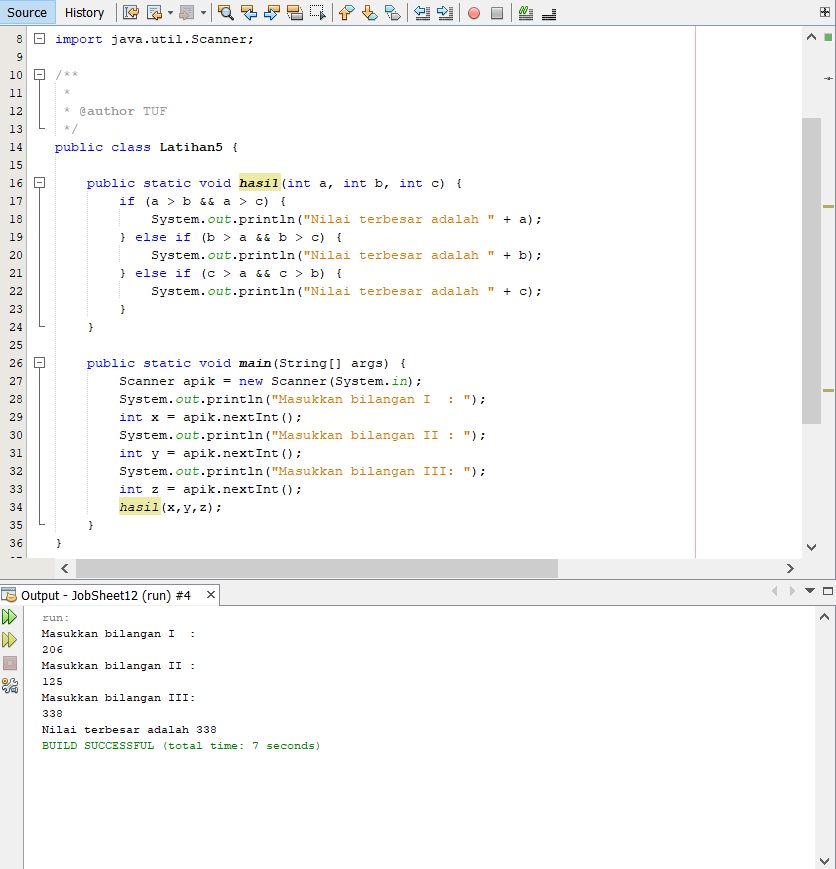 Source History
8 import java.util.Scanner;
9
10 /**
11 *
12 * @author TUF
13 */
14 public class Latihan5 {
15
16 public static void hasil(int a, int b, int c) {
17 if (a > b && a > c) {
18 System.out.println("Nilai terbesar adalah " + a);
19 } else if (b > a && b > c) {
20 System.out.println("Nilai terbesar adalah " + b);
21 } else if (c > a && c > b) {
22 System.out.println("Nilai terbesar adalah " + c);
23 }
24 }
25
26 public static void main(String[] args) {
27 Scanner apik = new Scanner(System.in);
28 System.out.println("Masukkan bilangan I  : ");
29 int x = apik.nextInt();
30 System.out.println("Masukkan bilangan II : ");
31 int y = apik.nextInt();
32 System.out.println("Masukkan bilangan III: ");
33 int z = apik.nextInt();
34 hasil(x,y,z);
35 }
36 }
Output - JobSheet12 (run) #4
run:
Masukkan bilangan I  :
206
Masukkan bilangan II :
125
Masukkan bilangan III:
338
Nilai terbesar adalah 338
BUILD SUCCESSFUL (total time: 7 seconds)